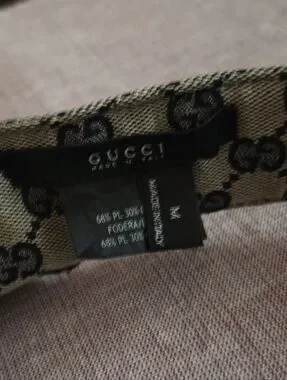 GUCCI
MADE IN ITALY
68% PL 30%
FODERA/
68% PL 30%
MADE IN ITALY
M